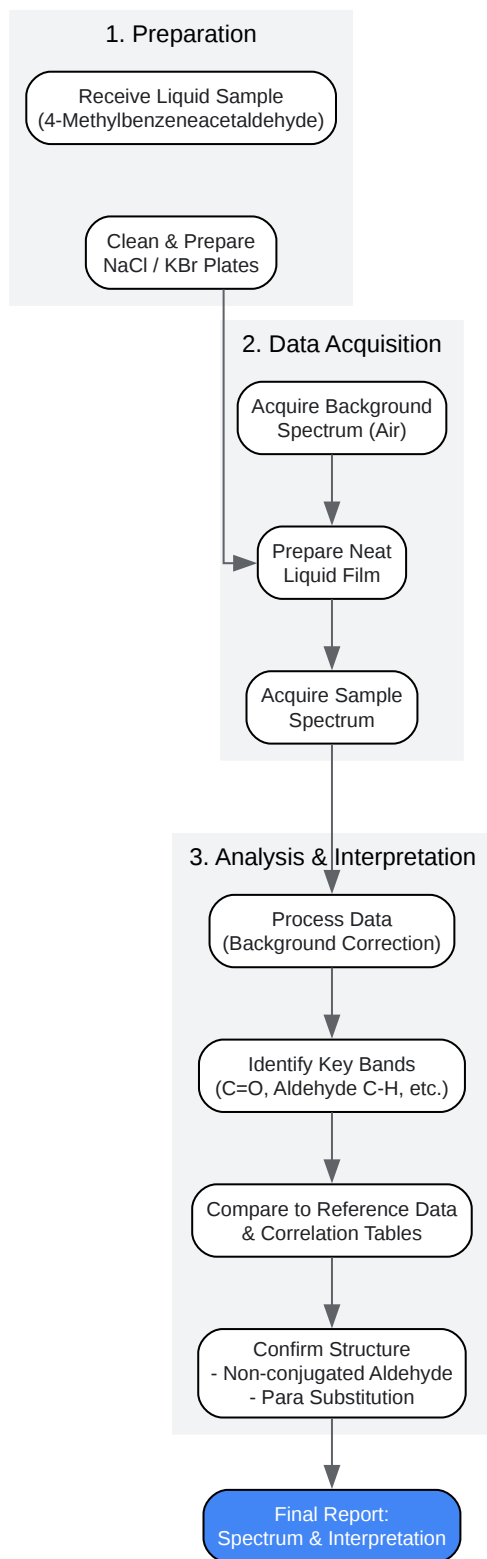 1. Preparation
Receive Liquid Sample
(4-Methylbenzeneacetaldehyde)
Clean & Prepare
NaCl / KBr Plates
2. Data Acquisition
Acquire Background
Spectrum (Air)
Prepare Neat
Liquid Film
Acquire Sample
Spectrum
3. Analysis & Interpretation
Process Data
(Background Correction)
Identify Key Bands
(C=O, Aldehyde C-H, etc.)
Compare to Reference Data
& Correlation Tables
Confirm Structure
- Non-conjugated Aldehyde
- Para Substitution
Final Report:
Spectrum & Interpretation